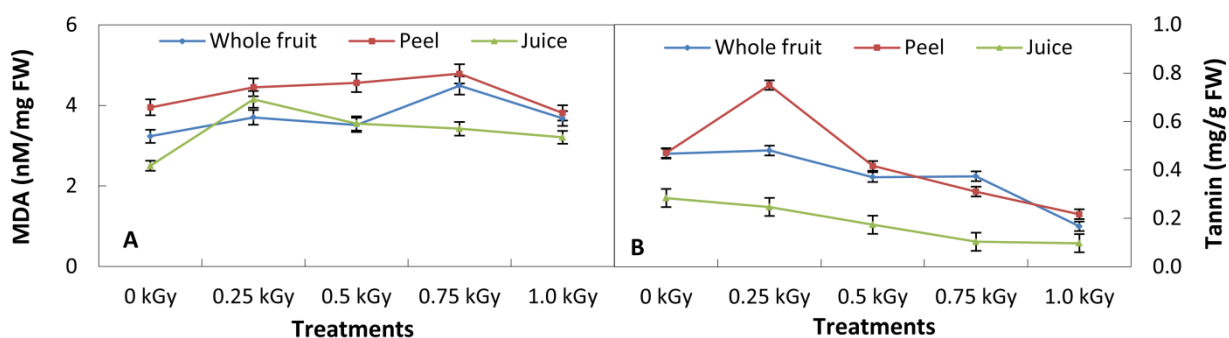 MDA (nM/mg FW)
6
4
2
0
Whole fruit Peel Juice
A
0 kGy 0.25 kGy 0.5 kGy 0.75 kGy 1.0 kGy
Treatments
Whole fruit Peel Juice
B
0 kGy 0.25 kGy 0.5 kGy 0.75 kGy 1.0 kGy
Treatments
1.0
0.8
0.6
0.4
0.2
0.0
Tannin (mg/g FW)